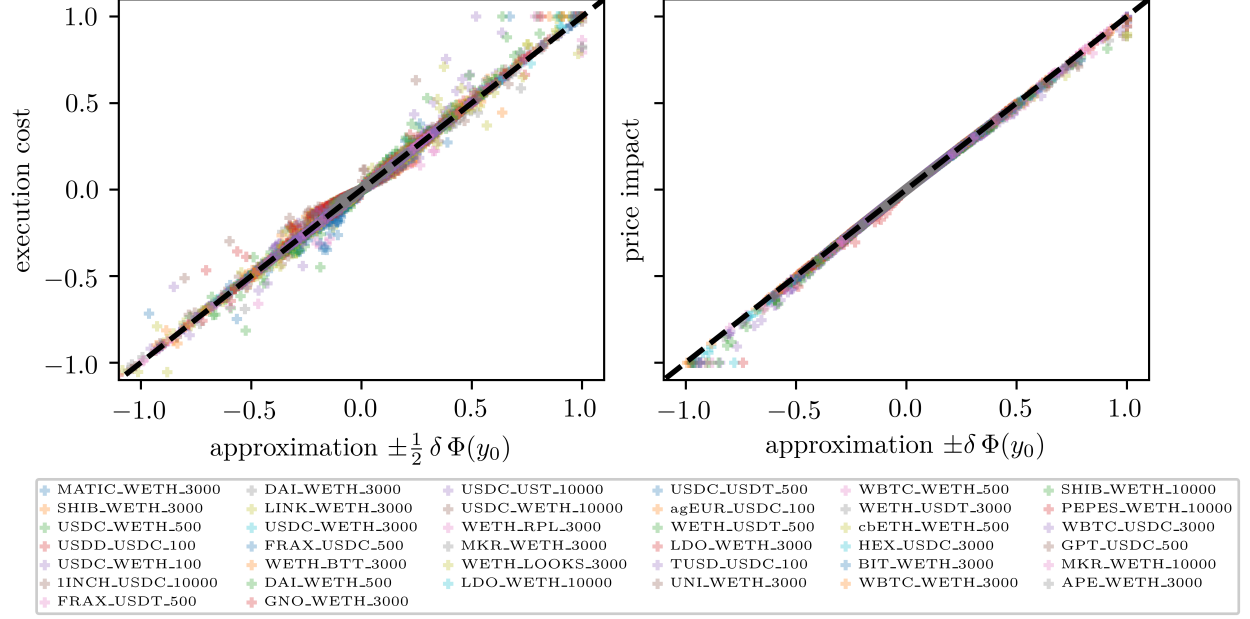 1.0
0.5
0.0
−0.5
−1.0
execution cost
−1.0 −0.5 0.0 0.5 1.0
approximation ±½ δ Φ(y₀)
price impact
−1.0 −0.5 0.0 0.5 1.0
approximation ±δ Φ(y₀)
MATIC_WETH_3000 DAI_WETH_3000 USDC_UST_10000 USDC_USDT_500 WBTC_WETH_500 SHIB_WETH_10000
SHIB_WETH_3000 LINK_WETH_3000 USDC_WETH_10000 agEUR_USDC_100 WETH_USDT_3000 PEPES_WETH_10000
USDC_WETH_500 USDC_WETH_3000 WETH_RPL_3000 WETH_USDT_500 cbETH_WETH_500 WBTC_USDC_3000
USDD_USDC_100 FRAX_USDC_500 MKR_WETH_3000 LDO_WETH_3000 HEX_USDC_3000 GPT_USDC_500
USDC_WETH_100 WETH_BTT_3000 WETH_LOOKS_3000 TUSD_USDC_100 BIT_WETH_3000 MKR_WETH_10000
1INCH_USDC_10000 DAI_WETH_500 LDO_WETH_10000 UNI_WETH_3000 WBTC_WETH_3000 APE_WETH_3000
FRAX_USDT_500 GNO_WETH_3000